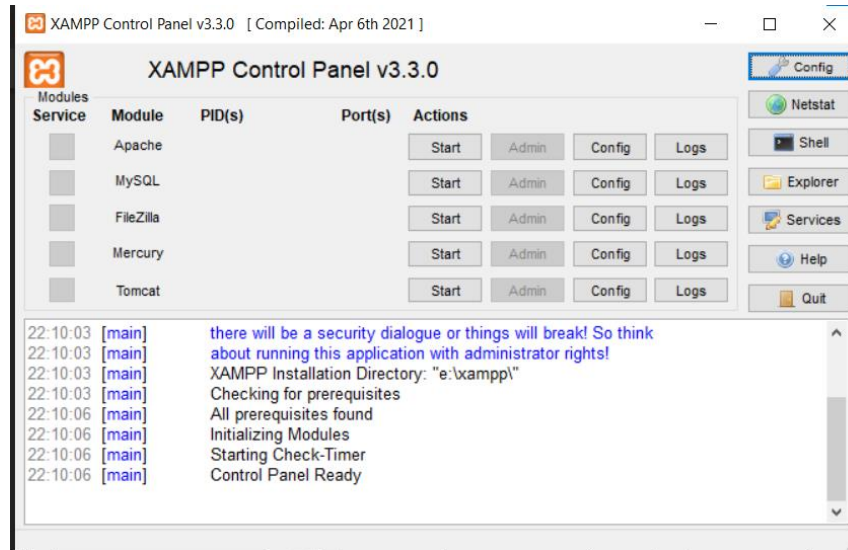 XAMPP Control Panel v3.3.0 [ Compiled: Apr 6th 2021 ]
XAMPP Control Panel v3.3.0
Config
Modules
Netstat
Service Module PID(s) Port(s) Actions
Apache Start Admin Config Logs
Shell
MySQL Start Admin Config Logs
Explorer
FileZilla Start Admin Config Logs
Services
Mercury Start Admin Config Logs
Help
Tomcat Start Admin Config Logs
Quit
22:10:03 [main] there will be a security dialogue or things will break! So think
22:10:03 [main] about running this application with administrator rights!
22:10:03 [main] XAMPP Installation Directory: "e:\xampp\"
22:10:03 [main] Checking for prerequisites
22:10:06 [main] All prerequisites found
22:10:06 [main] Initializing Modules
22:10:06 [main] Starting Check-Timer
22:10:06 [main] Control Panel Ready